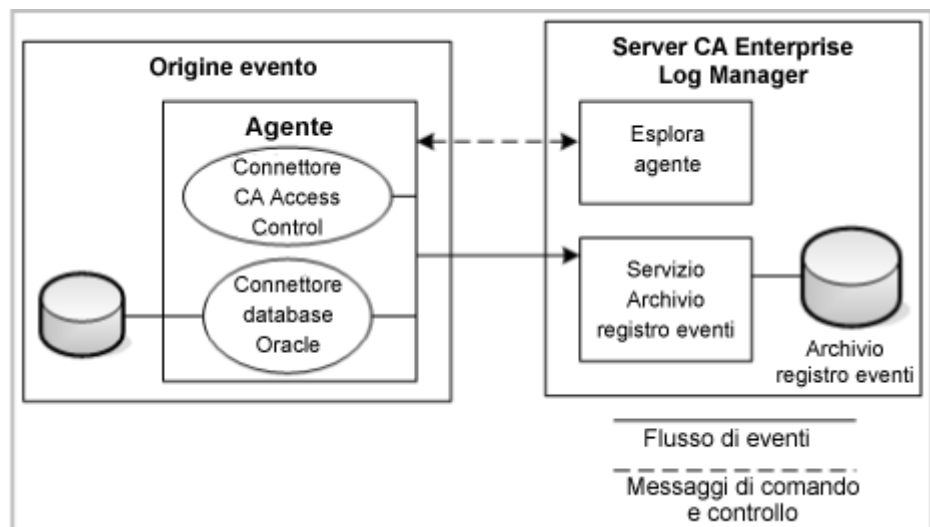 Origine evento
Agente
Connettore
CA Access
Control
Connettore
database
Oracle
Server CA Enterprise
Log Manager
Esplora
agente
Servizio
Archivio
registro eventi
Archivio
registro eventi
Flusso di eventi
Messaggi di comando
e controllo